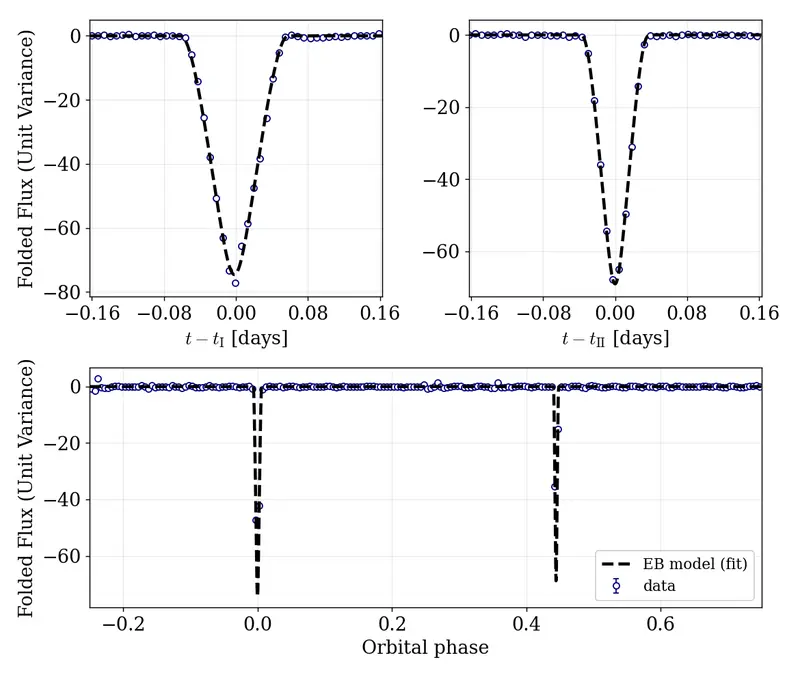 Folded Flux (Unit Variance)
0
−20
−40
−60
−80
−0.16 −0.08 0.00 0.08 0.16
t − t_I [days]
0
−20
−40
−60
−0.16 −0.08 0.00 0.08 0.16
t − t_II [days]
Folded Flux (Unit Variance)
0
−20
−40
−60
−0.2 0.0 0.2 0.4 0.6
Orbital phase
EB model (fit)
data